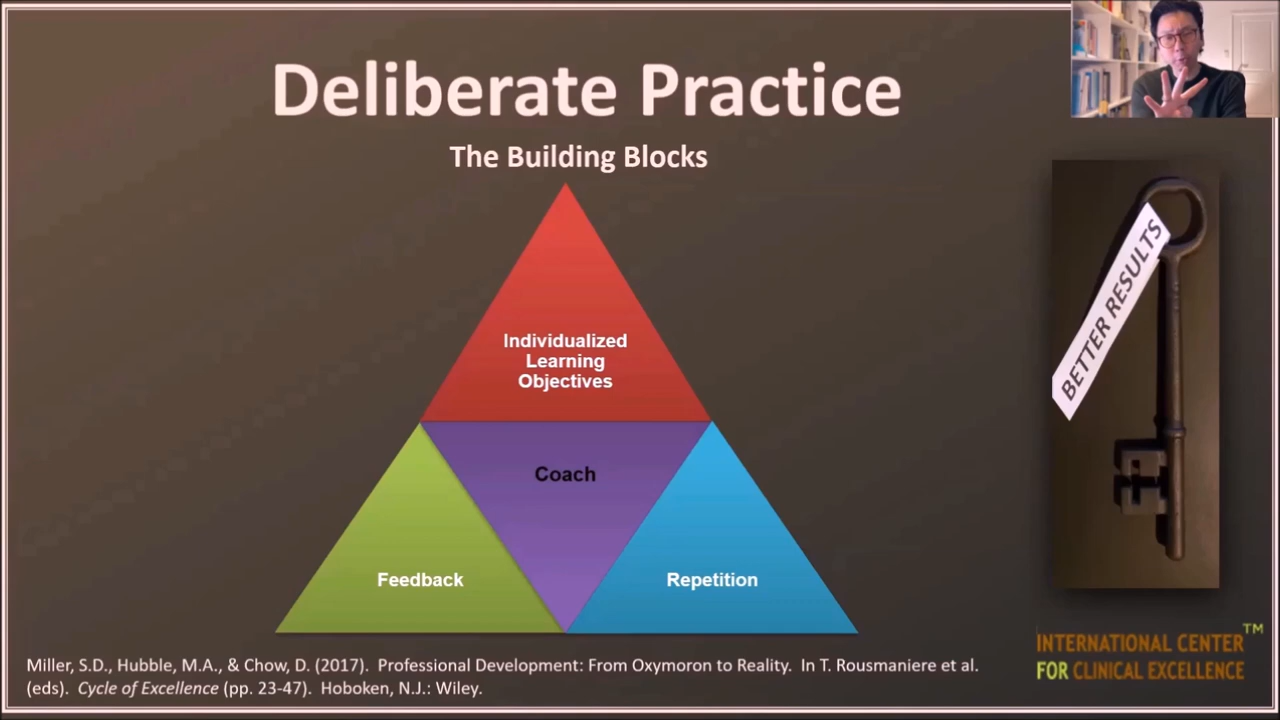 Deliberate Practice
The Building Blocks
Individualized
Learning
Objectives
Coach
Feedback
Repetition
BETTER RESULTS
Miller, S.D., Hubble, M.A., & Chow, D. (2017).  Professional Development: From Oxymoron to Reality.  In T. Rousmaniere et al.
(eds).  Cycle of Excellence (pp. 23-47).  Hoboken, N.J.: Wiley.
INTERNATIONAL CENTER™
FOR CLINICAL EXCELLENCE